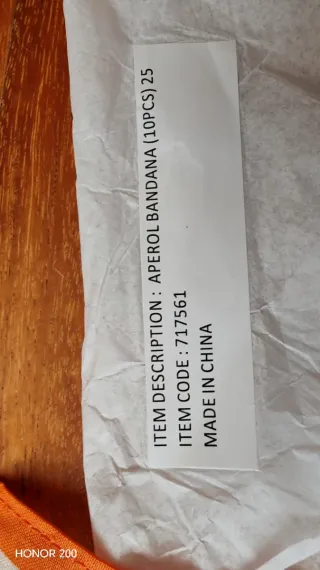 ITEM DESCRIPTION : APEROL BANDANA (10PCS) 25
ITEM CODE : 717561
MADE IN CHINA
HONOR 200